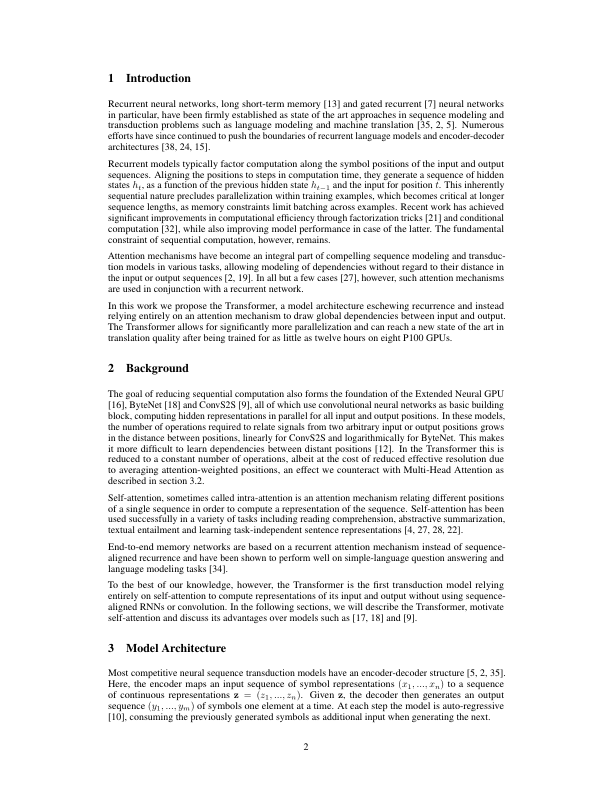 1 Introduction
Recurrent neural networks, long short-term memory [13] and gated recurrent [7] neural networks
in particular, have been firmly established as state of the art approaches in sequence modeling and
transduction problems such as language modeling and machine translation [35, 2, 5]. Numerous
efforts have since continued to push the boundaries of recurrent language models and encoder-decoder
architectures [38, 24, 15].
Recurrent models typically factor computation along the symbol positions of the input and output
sequences. Aligning the positions to steps in computation time, they generate a sequence of hidden
states hₜ, as a function of the previous hidden state hₜ₋₁ and the input for position t. This inherently
sequential nature precludes parallelization within training examples, which becomes critical at longer
sequence lengths, as memory constraints limit batching across examples. Recent work has achieved
significant improvements in computational efficiency through factorization tricks [21] and conditional
computation [32], while also improving model performance in case of the latter. The fundamental
constraint of sequential computation, however, remains.
Attention mechanisms have become an integral part of compelling sequence modeling and transduc-
tion models in various tasks, allowing modeling of dependencies without regard to their distance in
the input or output sequences [2, 19]. In all but a few cases [27], however, such attention mechanisms
are used in conjunction with a recurrent network.
In this work we propose the Transformer, a model architecture eschewing recurrence and instead
relying entirely on an attention mechanism to draw global dependencies between input and output.
The Transformer allows for significantly more parallelization and can reach a new state of the art in
translation quality after being trained for as little as twelve hours on eight P100 GPUs.
2 Background
The goal of reducing sequential computation also forms the foundation of the Extended Neural GPU
[16], ByteNet [18] and ConvS2S [9], all of which use convolutional neural networks as basic building
block, computing hidden representations in parallel for all input and output positions. In these models,
the number of operations required to relate signals from two arbitrary input or output positions grows
in the distance between positions, linearly for ConvS2S and logarithmically for ByteNet. This makes
it more difficult to learn dependencies between distant positions [12]. In the Transformer this is
reduced to a constant number of operations, albeit at the cost of reduced effective resolution due
to averaging attention-weighted positions, an effect we counteract with Multi-Head Attention as
described in section 3.2.
Self-attention, sometimes called intra-attention is an attention mechanism relating different positions
of a single sequence in order to compute a representation of the sequence. Self-attention has been
used successfully in a variety of tasks including reading comprehension, abstractive summarization,
textual entailment and learning task-independent sentence representations [4, 27, 28, 22].
End-to-end memory networks are based on a recurrent attention mechanism instead of sequence-
aligned recurrence and have been shown to perform well on simple-language question answering and
language modeling tasks [34].
To the best of our knowledge, however, the Transformer is the first transduction model relying
entirely on self-attention to compute representations of its input and output without using sequence-
aligned RNNs or convolution. In the following sections, we will describe the Transformer, motivate
self-attention and discuss its advantages over models such as [17, 18] and [9].
3 Model Architecture
Most competitive neural sequence transduction models have an encoder-decoder structure [5, 2, 35].
Here, the encoder maps an input sequence of symbol representations (x₁, ..., xₙ) to a sequence
of continuous representations z = (z₁, ..., zₙ). Given z, the decoder then generates an output
sequence (y₁, ..., yₘ) of symbols one element at a time. At each step the model is auto-regressive
[10], consuming the previously generated symbols as additional input when generating the next.
2